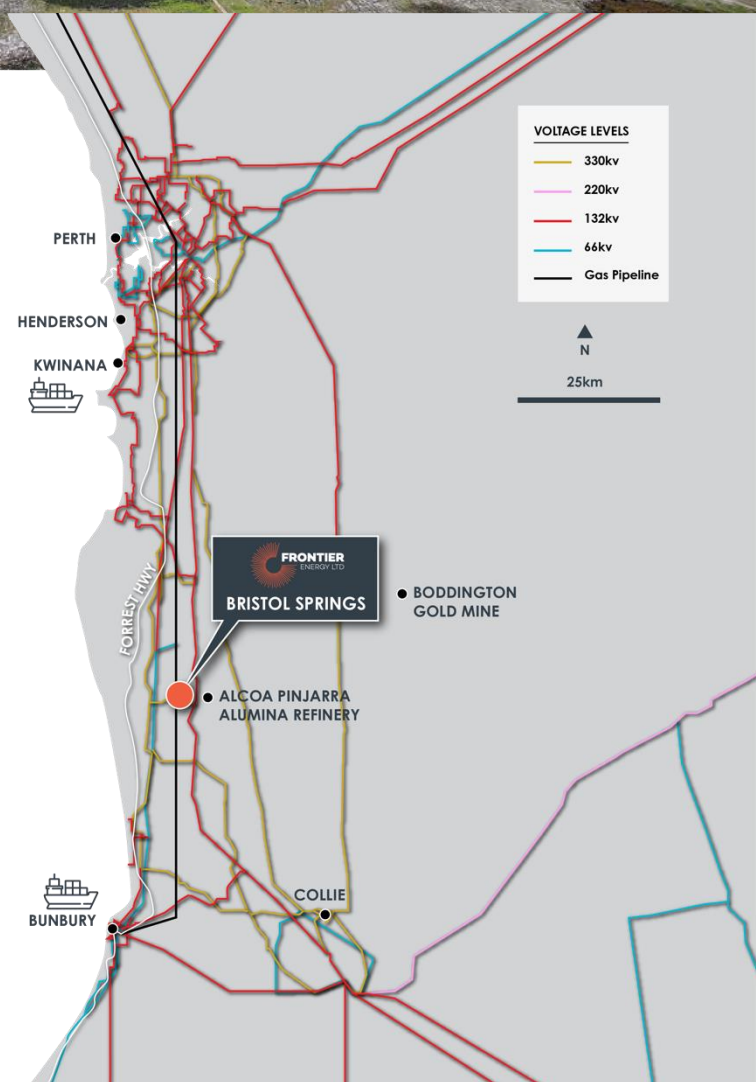 VOLTAGE LEVELS
330kv
220kv
132kv
66kv
Gas Pipeline
N
25km
PERTH
HENDERSON
KWINANA
FRONTIER
ENERGY LTD
BRISTOL SPRINGS
BODDINGTON
GOLD MINE
FORREST HWY
ALCOA PINJARRA
ALUMINA REFINERY
COLLIE
BUNBURY